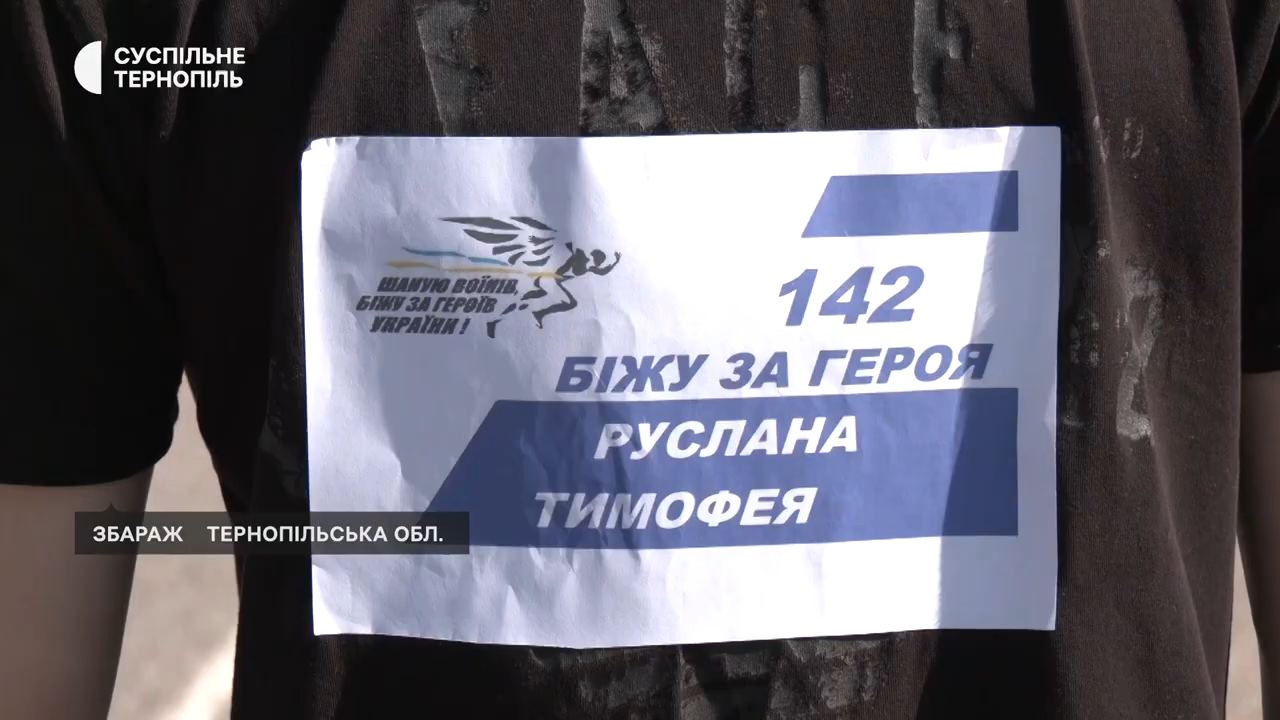 СУСПІЛЬНЕ
ТЕРНОПІЛЬ
142
ШАНУЮ ВОЇНІВ,
БІЖУ ЗА ГЕРОЇВ
УКРАЇНИ !
БІЖУ ЗА ГЕРОЯ
РУСЛАНА
ТИМОФЕЯ
ЗБАРАЖ ТЕРНОПІЛЬСЬКА ОБЛ.